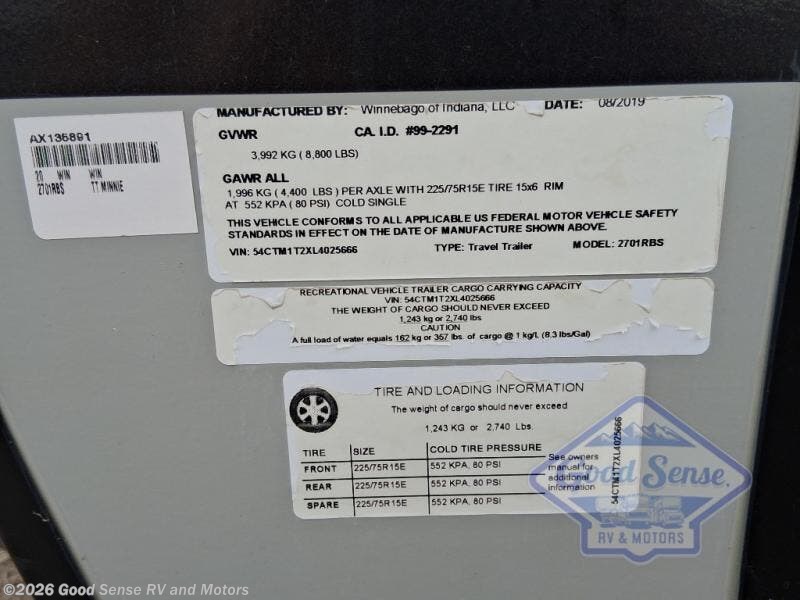 AX136891
20 WIN WIN
2701RBS TT MINNIE
MANUFACTURED BY: Winnebago of Indiana, LLC DATE: 08/2019
GVWR CA. I.D. #99-2291
3,992 KG ( 8,800 LBS)
GAWR ALL
1,996 KG ( 4,400 LBS ) PER AXLE WITH 225/75R15E TIRE 15x6 RIM
AT 552 KPA ( 80 PSI) COLD SINGLE
THIS VEHICLE CONFORMS TO ALL APPLICABLE US FEDERAL MOTOR VEHICLE SAFETY
STANDARDS IN EFFECT ON THE DATE OF MANUFACTURE SHOWN ABOVE.
VIN: 54CTM1T2XL4025666 TYPE: Travel Trailer MODEL: 2701RBS
RECREATIONAL VEHICLE TRAILER CARGO CARRYING CAPACITY
VIN: 54CTM1T2XL4025666
THE WEIGHT OF CARGO SHOULD NEVER EXCEED
1,243 kg or 2,740 lbs
CAUTION
A full load of water equals 162 kg or 357 lbs. of cargo @ 1 kg/L (8.3 lbs/Gal)
TIRE AND LOADING INFORMATION
The weight of cargo should never exceed
1,243 KG or 2,740 Lbs.
TIRE SIZE COLD TIRE PRESSURE
FRONT 225/75R15E 552 KPA, 80 PSI
REAR 225/75R15E 552 KPA, 80 PSI
SPARE 225/75R15E 552 KPA, 80 PSI
See owners
manual for
additional
information
54CTM1T2XL4025666
Good Sense
RV & MOTORS
©2026 Good Sense RV and Motors